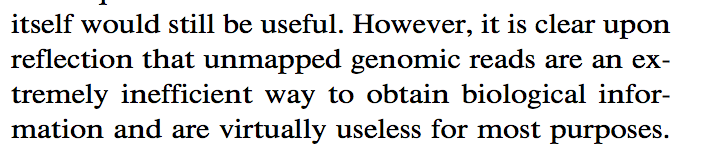 itself would still be useful. However, it is clear upon
reflection that unmapped genomic reads are an ex-
tremely inefficient way to obtain biological infor-
mation and are virtually useless for most purposes.